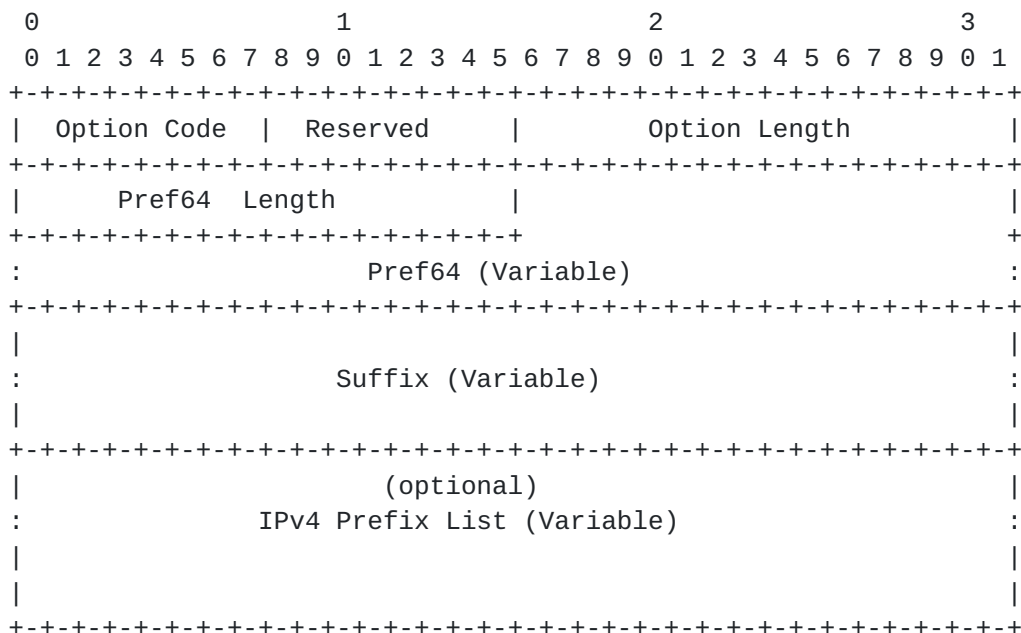 0                   1                   2                   3
 0 1 2 3 4 5 6 7 8 9 0 1 2 3 4 5 6 7 8 9 0 1 2 3 4 5 6 7 8 9 0 1
+-+-+-+-+-+-+-+-+-+-+-+-+-+-+-+-+-+-+-+-+-+-+-+-+-+-+-+-+-+-+-+-+
|  Option Code  |  Reserved     |        Option Length          |
+-+-+-+-+-+-+-+-+-+-+-+-+-+-+-+-+-+-+-+-+-+-+-+-+-+-+-+-+-+-+-+-+
|      Pref64  Length           |                               |
+-+-+-+-+-+-+-+-+-+-+-+-+-+-+-+-+                               +
:                      Pref64 (Variable)                        :
+-+-+-+-+-+-+-+-+-+-+-+-+-+-+-+-+-+-+-+-+-+-+-+-+-+-+-+-+-+-+-+-+
|                                                               |
:                    Suffix (Variable)                          :
|                                                               |
+-+-+-+-+-+-+-+-+-+-+-+-+-+-+-+-+-+-+-+-+-+-+-+-+-+-+-+-+-+-+-+-+
|                       (optional)                              |
:               IPv4 Prefix List (Variable)                     :
|                                                               |
|                                                               |
+-+-+-+-+-+-+-+-+-+-+-+-+-+-+-+-+-+-+-+-+-+-+-+-+-+-+-+-+-+-+-+-+